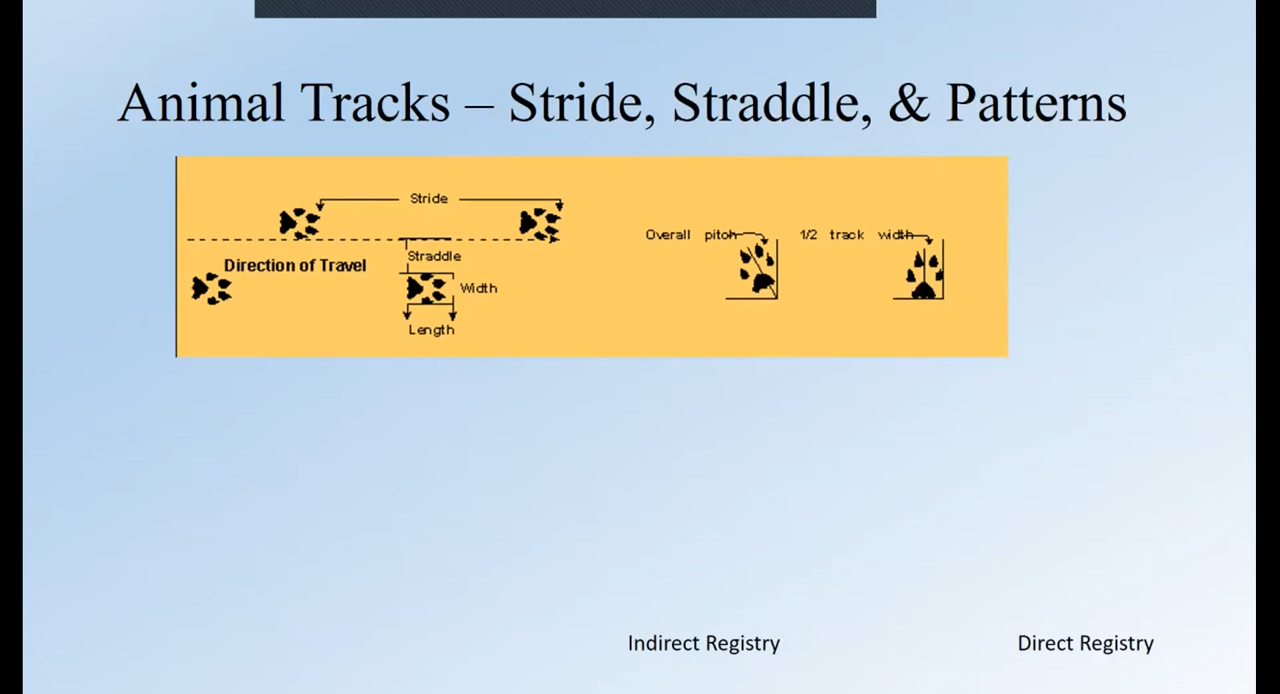 Animal Tracks – Stride, Straddle, & Patterns
Stride
Overall pitch
1/2 track width
Straddle
Direction of Travel
Width
Length
Indirect Registry
Direct Registry